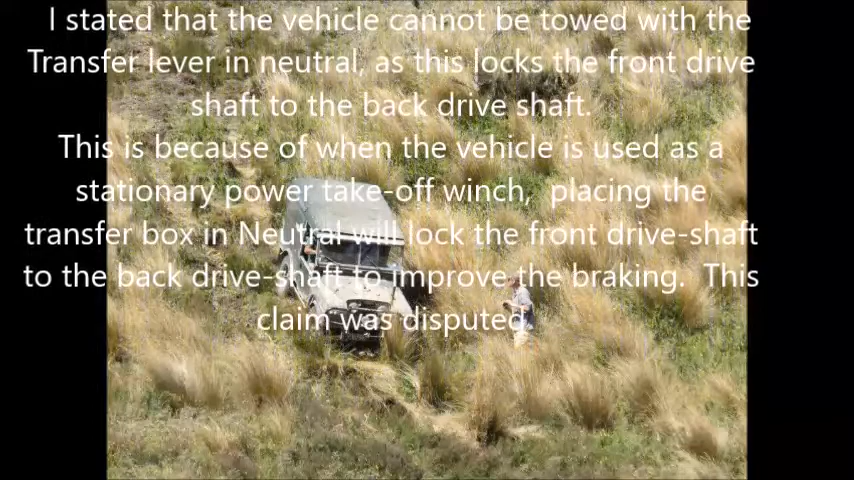 I stated that the vehicle cannot be towed with the
Transfer lever in neutral, as this locks the front drive
shaft to the back drive shaft.
This is because of when the vehicle is used as a
stationary power take-off winch, placing the
transfer box in Neutral will lock the front drive-shaft
to the back drive-shaft to improve the braking. This
claim was disputed.